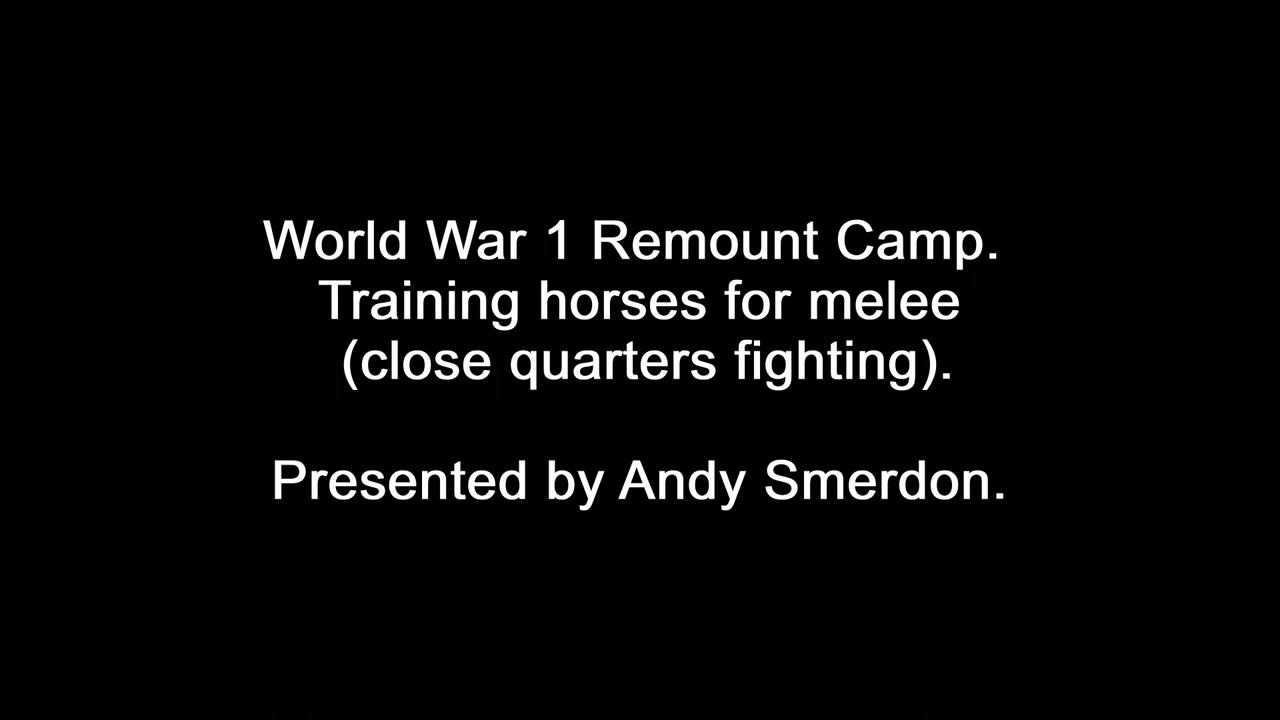 World War 1 Remount Camp.
Training horses for melee
(close quarters fighting).
Presented by Andy Smerdon.